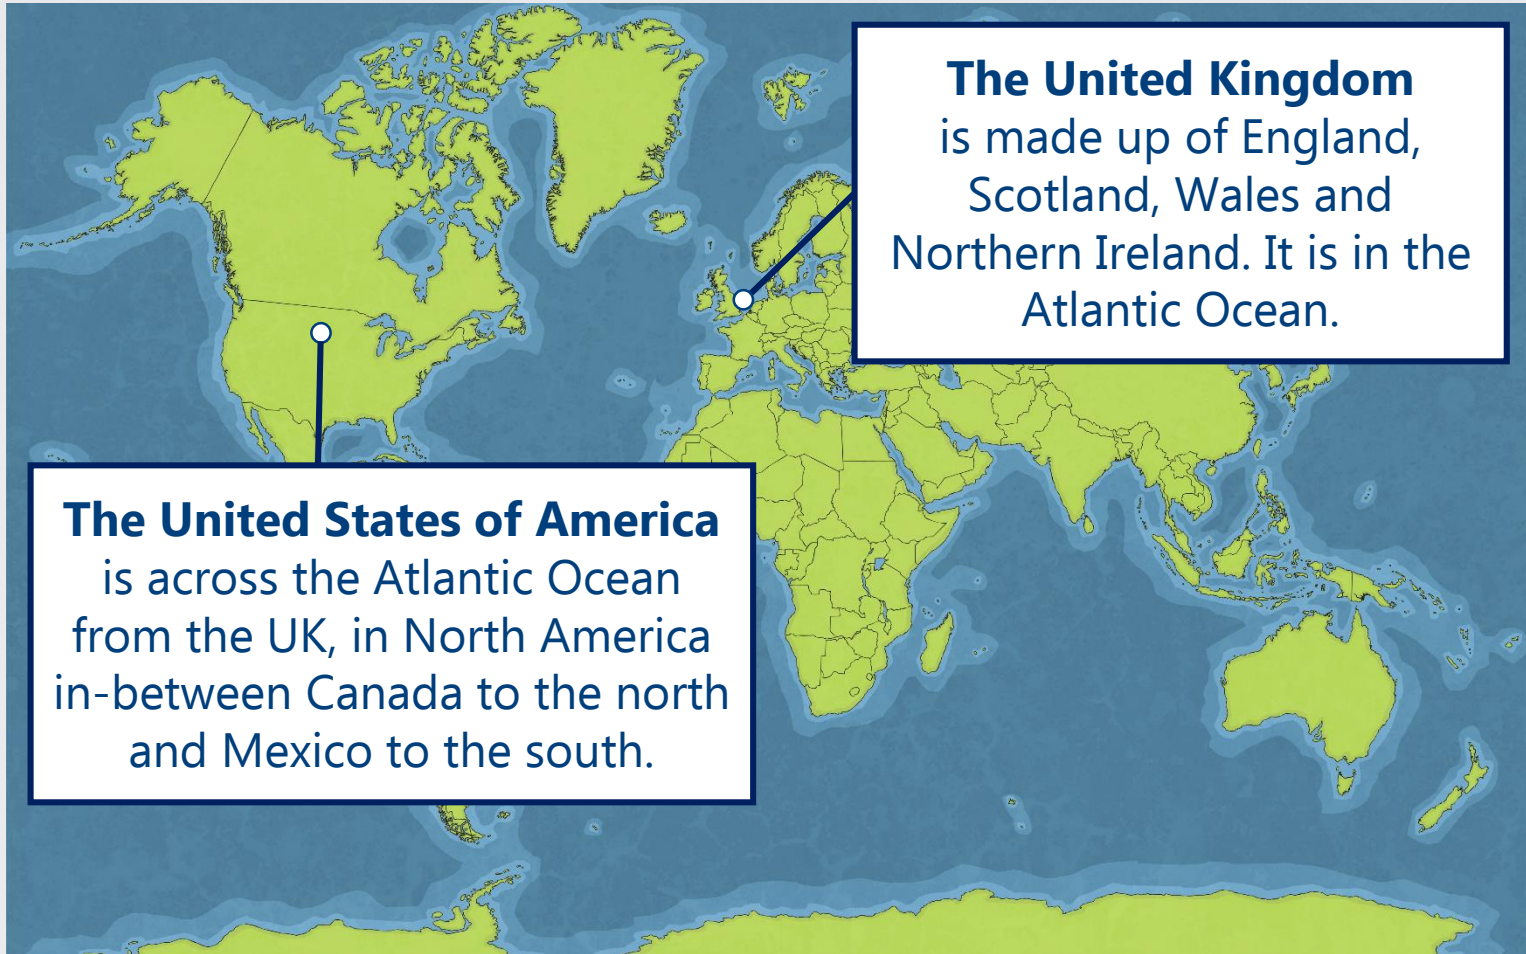 The United Kingdom
is made up of England,
Scotland, Wales and
Northern Ireland. It is in the
Atlantic Ocean.
The United States of America
is across the Atlantic Ocean
from the UK, in North America
in-between Canada to the north
and Mexico to the south.